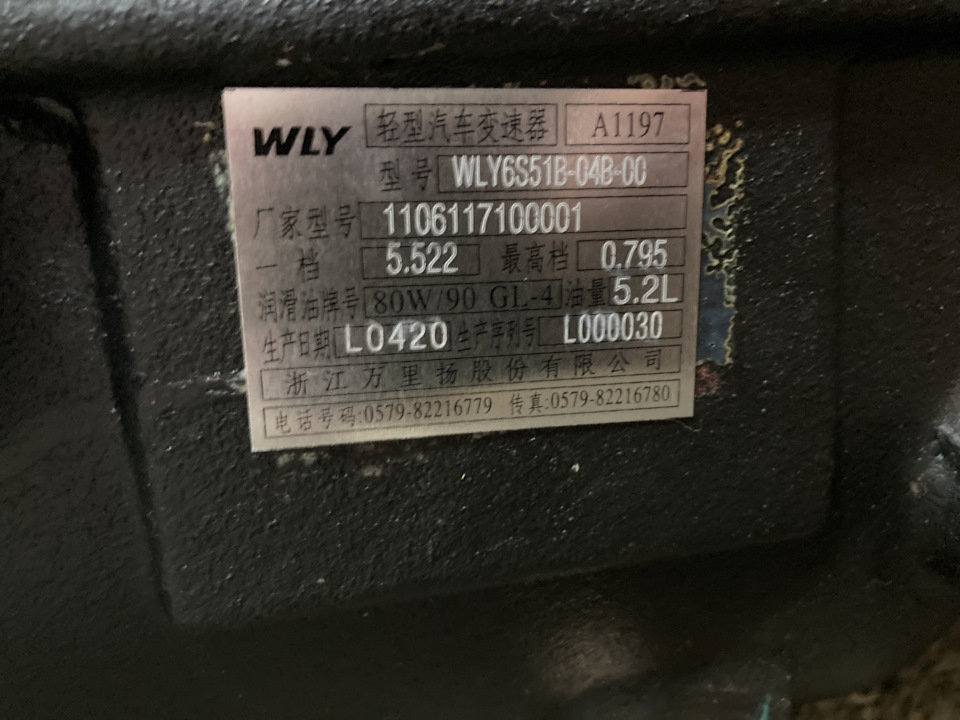 WLY 轻型汽车变速器 A1197
型号 WLY6S51B-04B-00
厂家型号 1106117100001
一档 5.522 最高档 0.795
润滑油牌号 80W/90 GL-4 油量 5.2L
生产日期 L0420 生产序列号 L000030
浙江万里扬股份有限公司
电话号码:0579-82216779 传真:0579-82216780